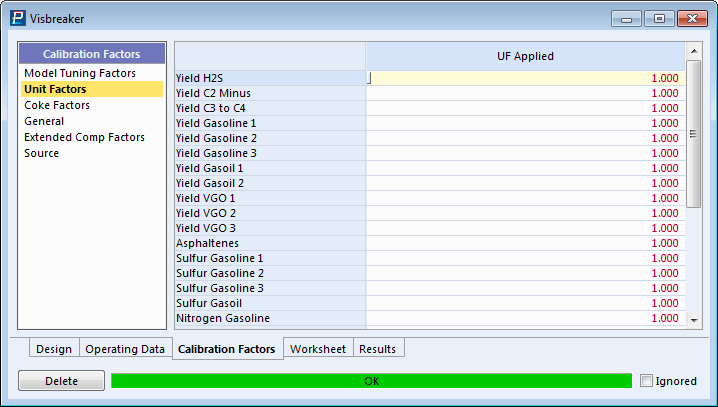 Visbreaker
Calibration Factors
Model Tuning Factors
Unit Factors
Coke Factors
General
Extended Comp Factors
Source
UF Applied
Yield H2S 1.000
Yield C2 Minus 1.000
Yield C3 to C4 1.000
Yield Gasoline 1 1.000
Yield Gasoline 2 1.000
Yield Gasoline 3 1.000
Yield Gasoil 1 1.000
Yield Gasoil 2 1.000
Yield VGO 1 1.000
Yield VGO 2 1.000
Yield VGO 3 1.000
Asphaltenes 1.000
Sulfur Gasoline 1 1.000
Sulfur Gasoline 2 1.000
Sulfur Gasoline 3 1.000
Sulfur Gasoil 1.000
Nitrogen Gasoline 1.000
Design Operating Data Calibration Factors Worksheet Results
Delete OK Ignored